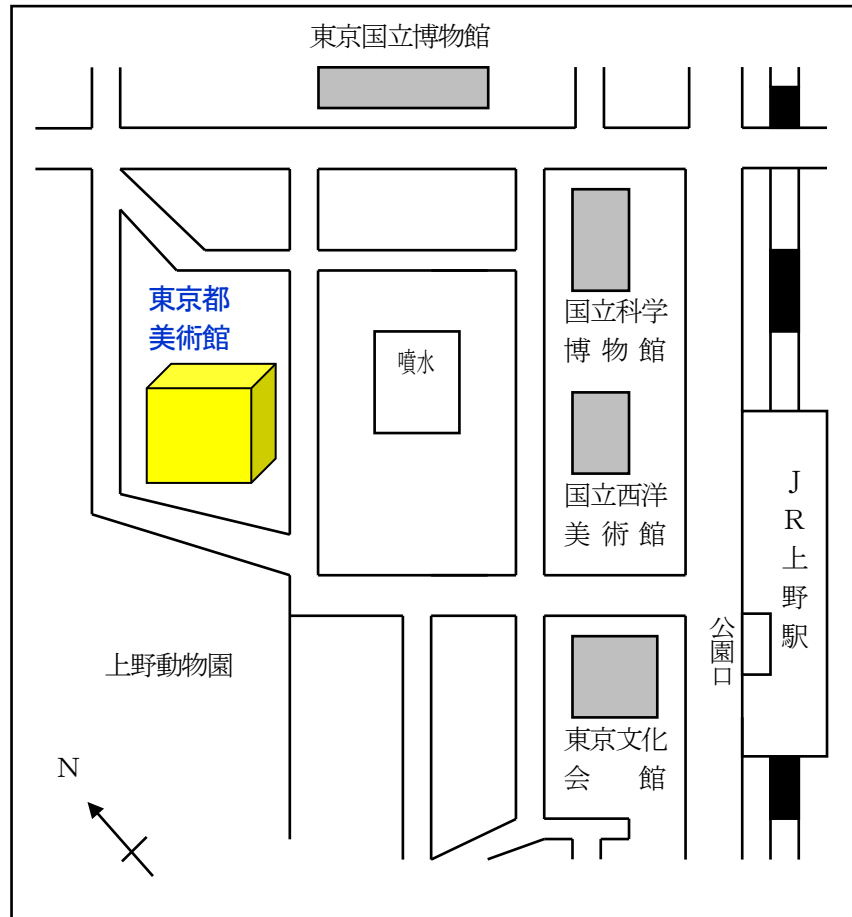 東京国立博物館
東京都
美術館
噴水
国立科学
博物館
国立西洋
美術館
JR上野駅
公園口
上野動物園
東京文化
会館
N